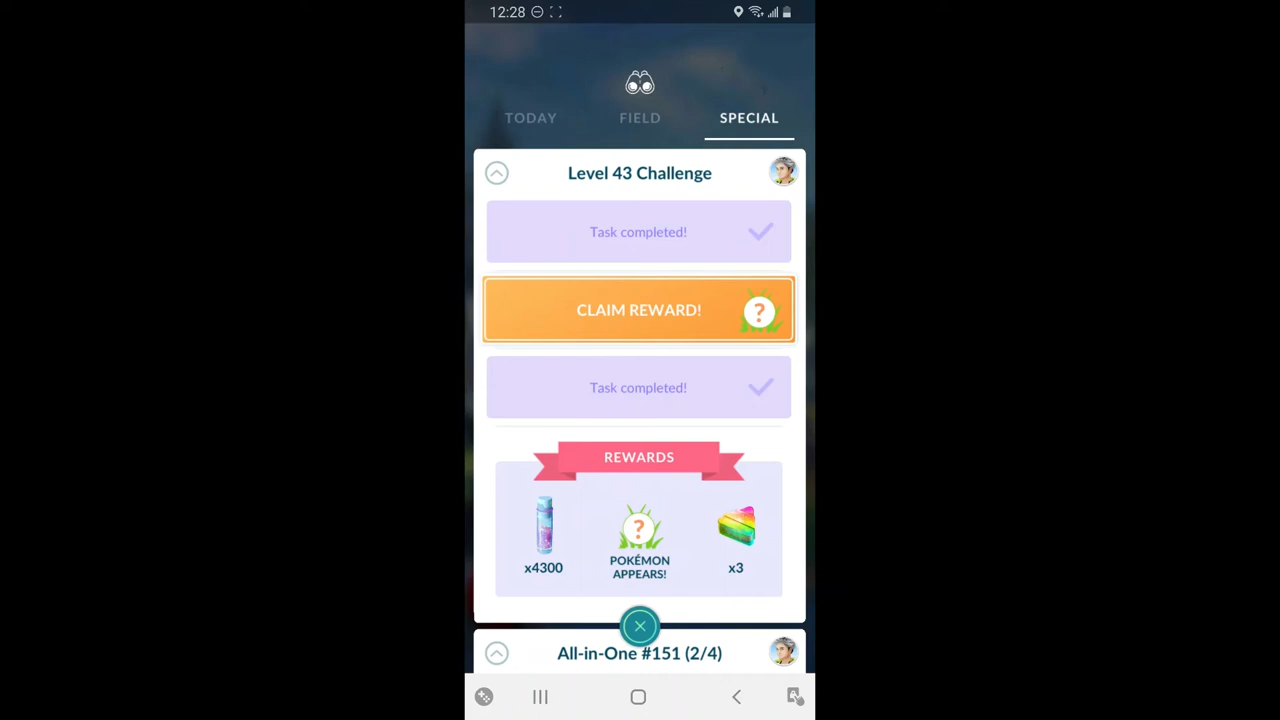 12:28
TODAY
FIELD
SPECIAL
Level 43 Challenge
Task completed!
CLAIM REWARD!
?
Task completed!
REWARDS
?
x4300
POKÉMON
APPEARS!
x3
All-in-One #151 (2/4)